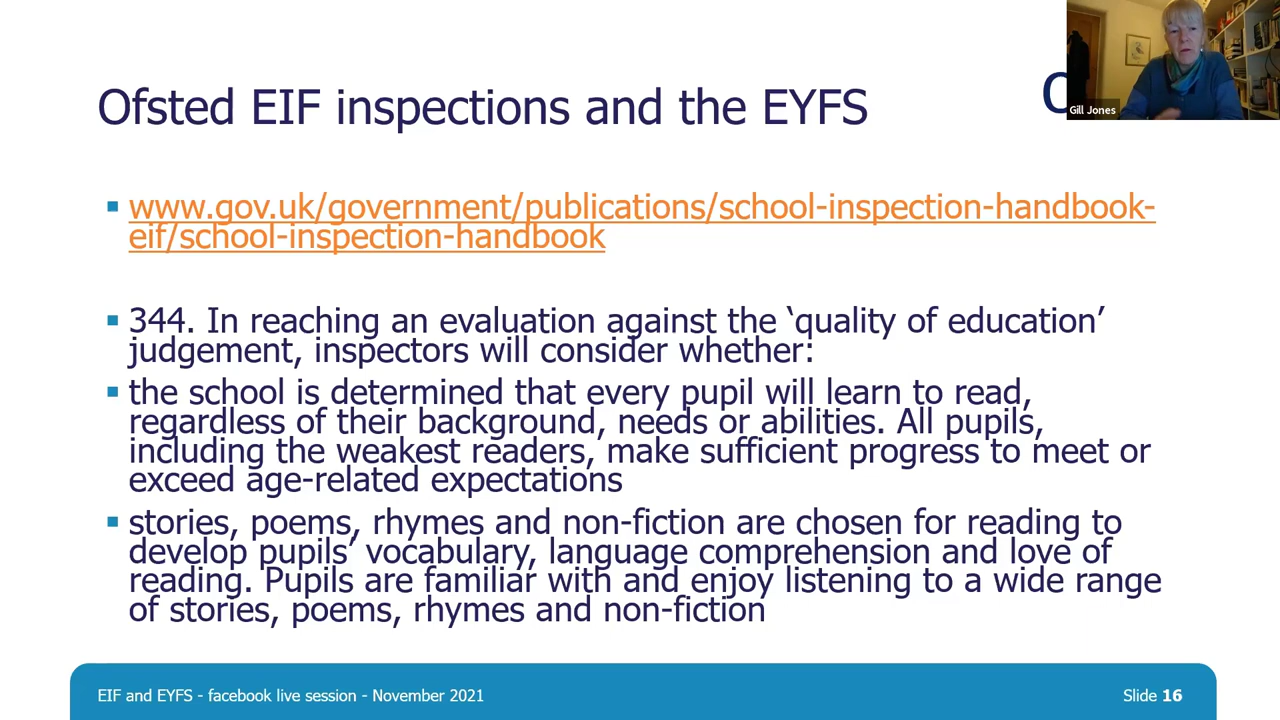 Ofsted EIF inspections and the EYFS
Gill Jones
www.gov.uk/government/publications/school-inspection-handbook-
eif/school-inspection-handbook
344. In reaching an evaluation against the ‘quality of education’
judgement, inspectors will consider whether:
the school is determined that every pupil will learn to read,
regardless of their background, needs or abilities. All pupils,
including the weakest readers, make sufficient progress to meet or
exceed age-related expectations
stories, poems, rhymes and non-fiction are chosen for reading to
develop pupils’ vocabulary, language comprehension and love of
reading. Pupils are familiar with and enjoy listening to a wide range
of stories, poems, rhymes and non-fiction
EIF and EYFS - facebook live session - November 2021
Slide 16